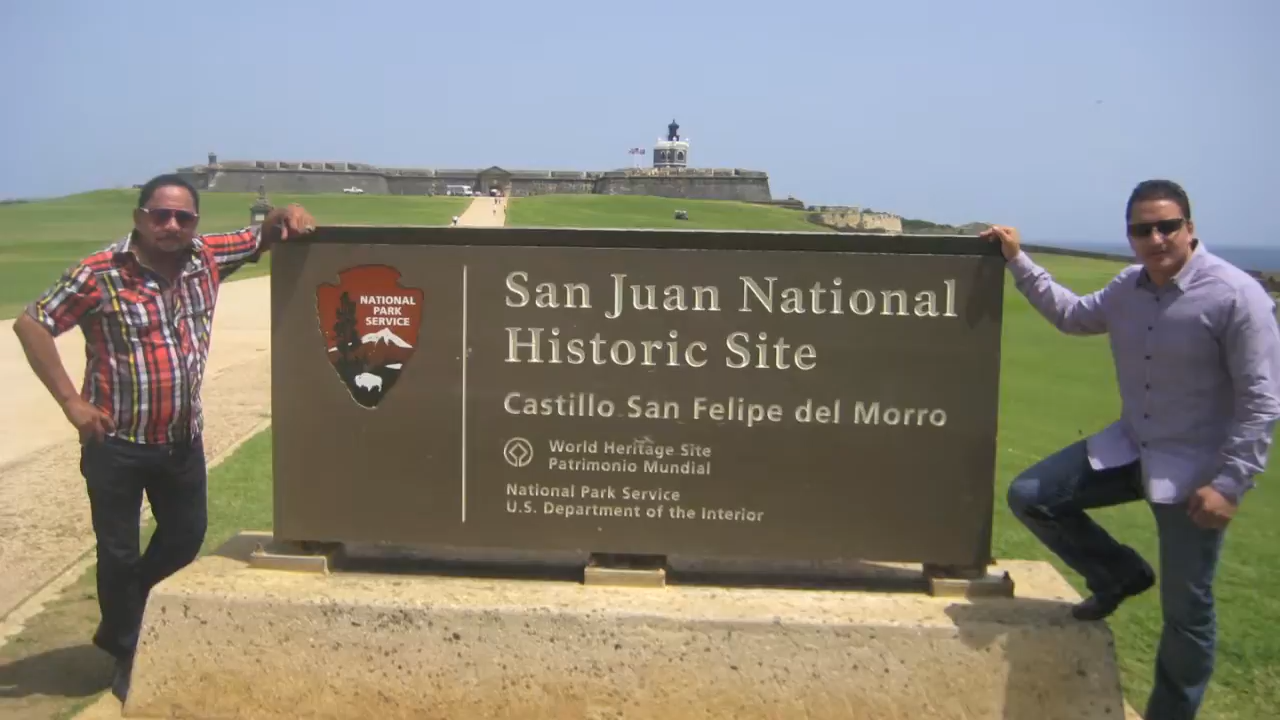 NATIONAL
PARK
SERVICE
San Juan National
Historic Site
Castillo San Felipe del Morro
World Heritage Site
Patrimonio Mundial
National Park Service
U.S. Department of the Interior